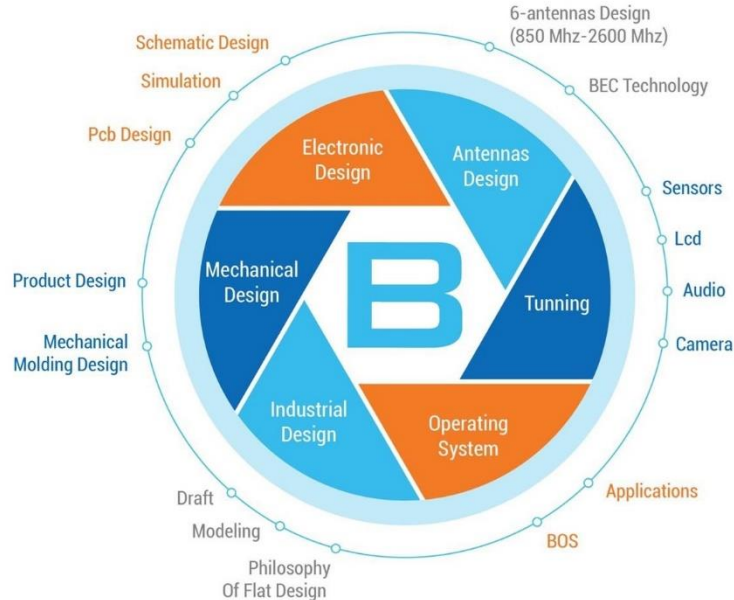 6-antennas Design
(850 Mhz-2600 Mhz)
BEC Technology
Schematic Design
Simulation
Pcb Design
Electronic
Design
Antennas
Design
Sensors
Lcd
Audio
Camera
Tunning
Mechanical
Design
B
Product Design
Mechanical
Molding Design
Industrial
Design
Operating
System
Draft
Modeling
Philosophy
Of Flat Design
Applications
BOS